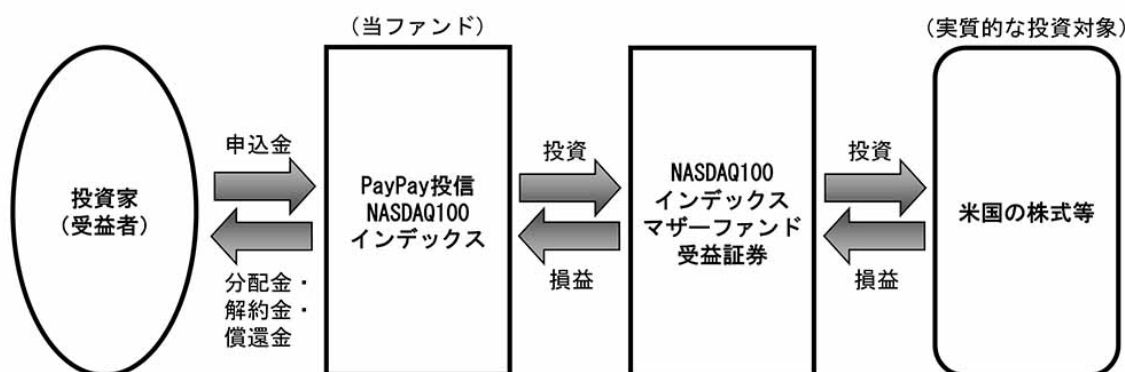 (当ファンド)
(実質的な投資対象)
投資家
(受益者)
申込金
分配金・
解約金・
償還金
PayPay投信
NASDAQ100
インデックス
投資
損益
NASDAQ100
インデックス
マザーファンド
受益証券
投資
損益
米国の株式等